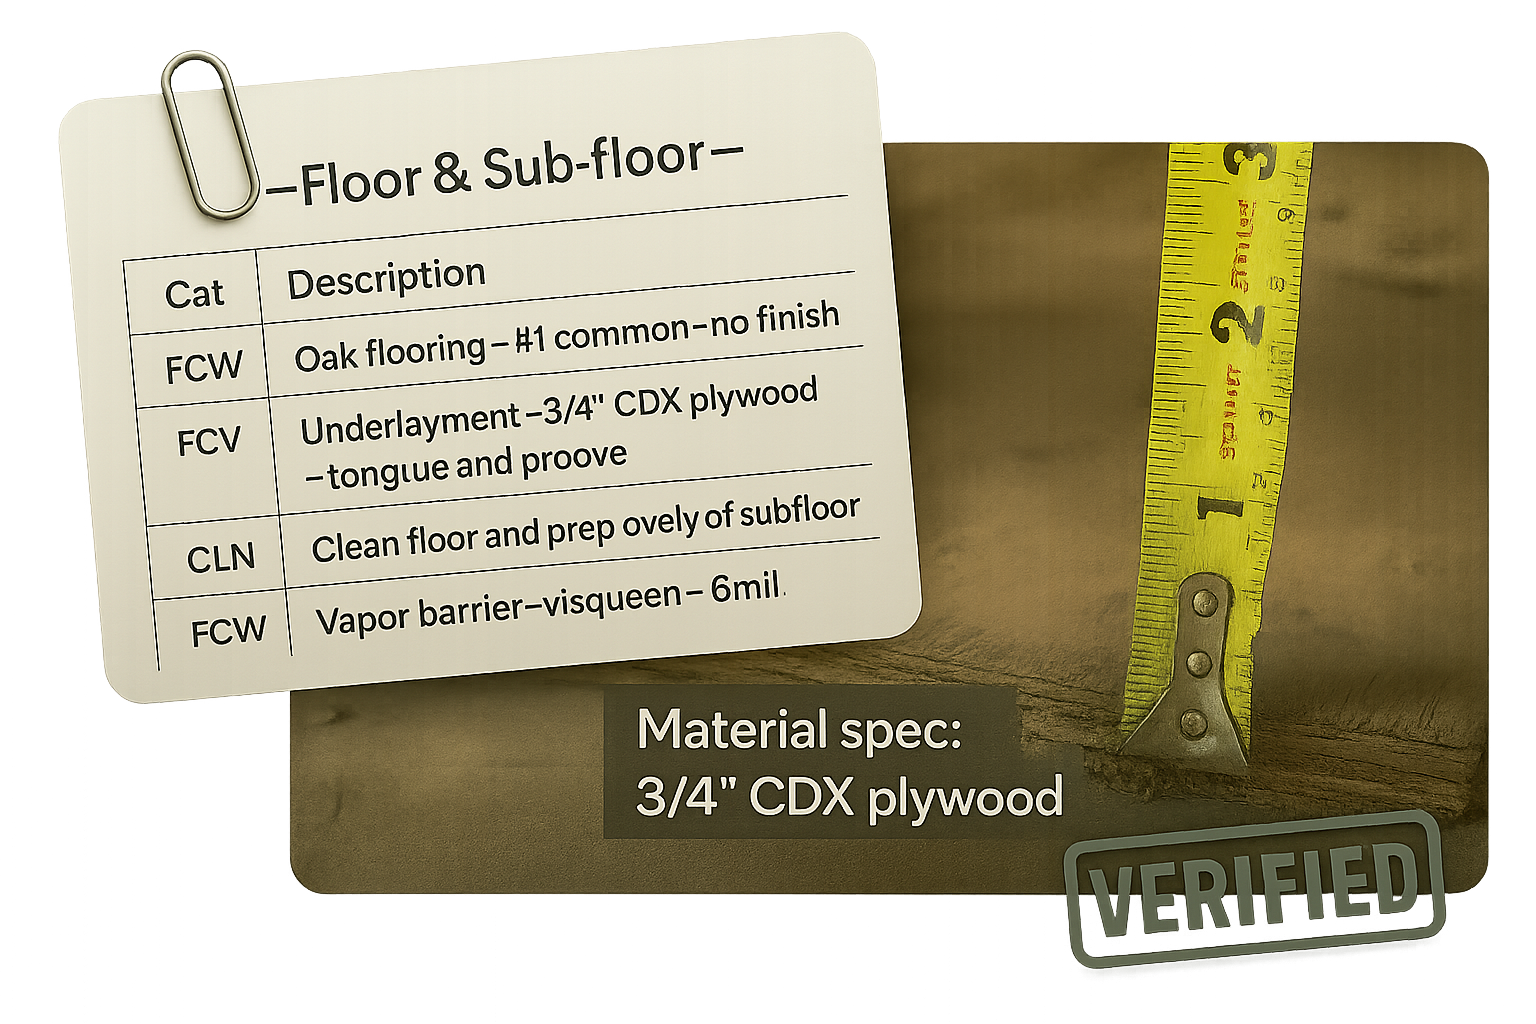 –Floor & Sub-floor–
Cat Description
FCW Oak flooring – #1 common – no finish
FCV Underlayment – 3/4" CDX plywood
– tongue and proove
CLN Clean floor and prep ovely of subfloor
FCW Vapor barrier – visqueen – 6mil.
3
2
1
Material spec:
3/4" CDX plywood
VERIFIED